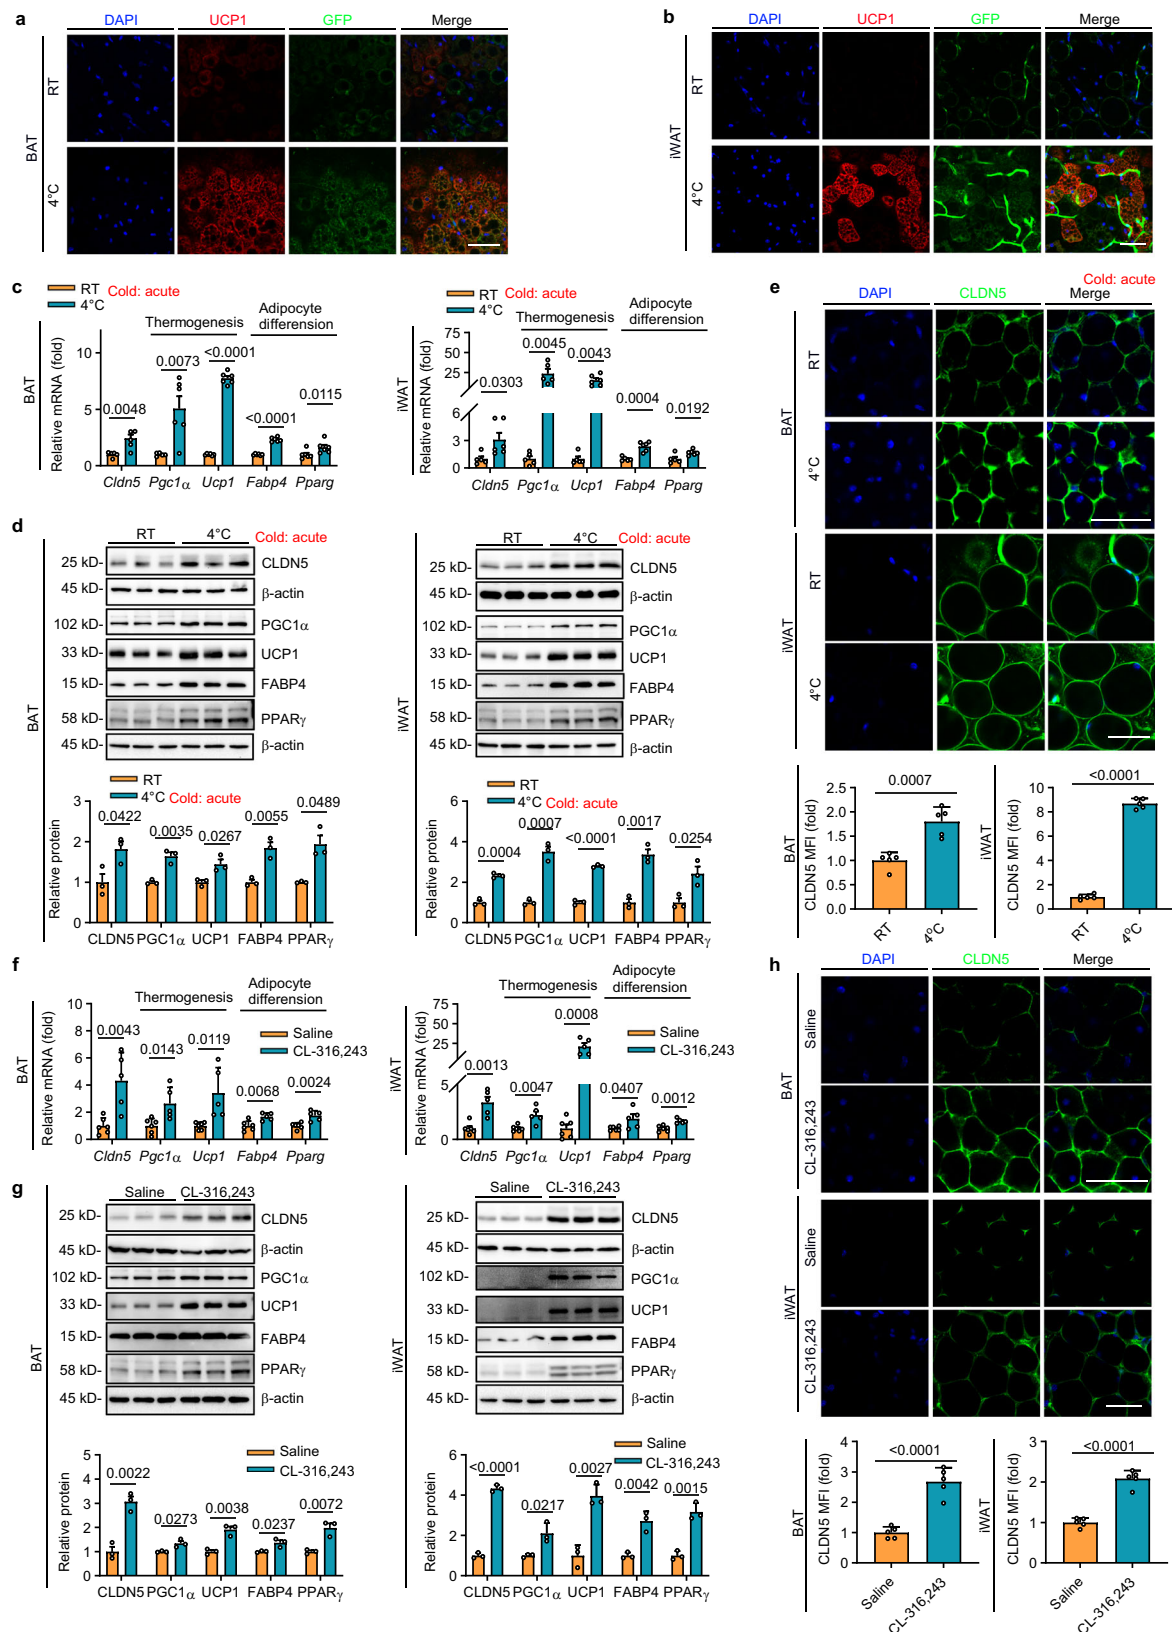 a
DAPI
UCP1
GFP
Merge
BAT
RT
4°C
b
DAPI
UCP1
GFP
Merge
iWAT
RT
4°C
c
RT
4°C
Cold: acute
Thermogenesis
Adipocyte
differension
BAT
Relative mRNA (fold)
10
5
0
0.0048
0.0073
<0.0001
<0.0001
0.0115
Cldn5
Pgc1α
Ucp1
Fabp4
Pparg
RT
4°C
Cold: acute
Thermogenesis
Adipocyte
differension
iWAT
Relative mRNA (fold)
75
50
25
6
3
0
0.0303
0.0045
0.0043
0.0004
0.0192
Cldn5
Pgc1α
Ucp1
Fabp4
Pparg
d
RT
4°C
Cold: acute
BAT
25 kD-
CLDN5
45 kD-
β-actin
102 kD-
PGC1α
33 kD-
UCP1
15 kD-
FABP4
58 kD-
PPARγ
45 kD-
β-actin
RT
4°C
Cold: acute
Relative protein
3
2
1
0
0.0422
0.0035
0.0267
0.0055
0.0489
CLDN5
PGC1α
UCP1
FABP4
PPARγ
RT
4°C
Cold: acute
iWAT
25 kD-
CLDN5
45 kD-
β-actin
102 kD-
PGC1α
33 kD-
UCP1
15 kD-
FABP4
58 kD-
PPARγ
45 kD-
β-actin
RT
4°C
Cold: acute
Relative protein
6
4
2
0
0.0004
0.0007
<0.0001
0.0017
0.0254
CLDN5
PGC1α
UCP1
FABP4
PPARγ
e
Cold: acute
DAPI
CLDN5
Merge
BAT
RT
4°C
iWAT
RT
4°C
BAT
CLDN5 MFI (fold)
2.5
2.0
1.5
1.0
0.5
0.0
0.0007
RT
4°C
iWAT
CLDN5 MFI (fold)
10
8
6
4
2
0
<0.0001
RT
4°C
f
Thermogenesis
Adipocyte
differension
BAT
Relative mRNA (fold)
10
8
6
4
2
0
Saline
CL-316,243
0.0043
0.0143
0.0119
0.0068
0.0024
Cldn5
Pgc1α
Ucp1
Fabp4
Pparg
Thermogenesis
Adipocyte
differension
iWAT
Relative mRNA (fold)
75
50
25
5
0
Saline
CL-316,243
0.0013
0.0047
0.0008
0.0407
0.0012
Cldn5
Pgc1α
Ucp1
Fabp4
Pparg
g
Saline
CL-316,243
BAT
25 kD-
CLDN5
45 kD-
β-actin
102 kD-
PGC1α
33 kD-
UCP1
15 kD-
FABP4
58 kD-
PPARγ
45 kD-
β-actin
Saline
CL-316,243
Relative protein
5
4
3
2
1
0
0.0022
0.0273
0.0038
0.0237
0.0072
CLDN5
PGC1α
UCP1
FABP4
PPARγ
Saline
CL-316,243
iWAT
25 kD-
CLDN5
45 kD-
β-actin
102 kD-
PGC1α
33 kD-
UCP1
15 kD-
FABP4
58 kD-
PPARγ
45 kD-
β-actin
Saline
CL-316,243
Relative protein
6
4
2
0
<0.0001
0.0217
0.0027
0.0042
0.0015
CLDN5
PGC1α
UCP1
FABP4
PPARγ
h
DAPI
CLDN5
Merge
BAT
Saline
CL-316,243
iWAT
Saline
CL-316,243
BAT
CLDN5 MFI (fold)
4
3
2
1
0
<0.0001
Saline
CL-316,243
iWAT
CLDN5 MFI (fold)
3
2
1
0
<0.0001
Saline
CL-316,243